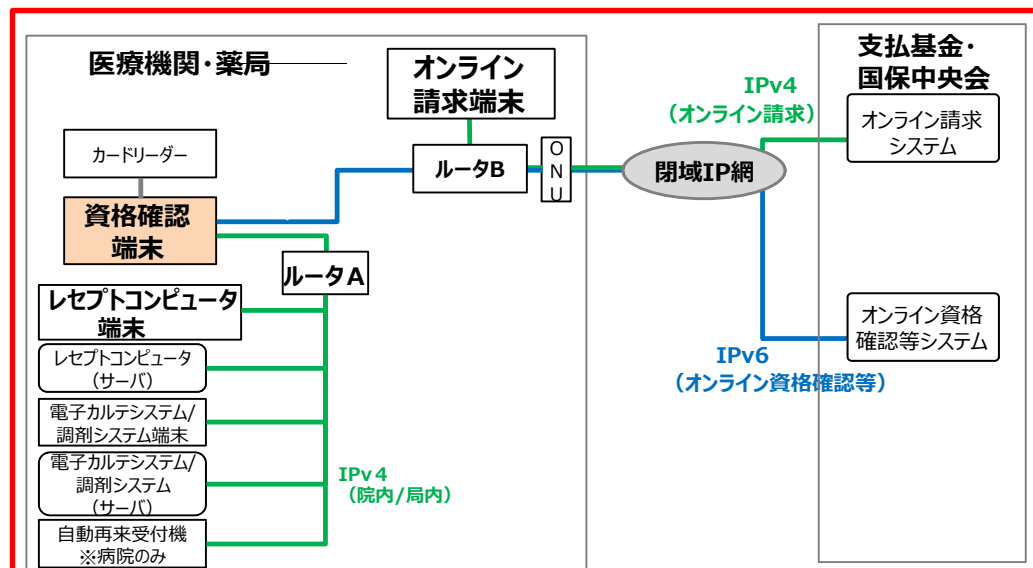 医療機関・薬局
オンライン
請求端末
カードリーダー
ルータB
O
N
U
資格確認
端末
ルータA
レセプトコンピュータ
端末
レセプトコンピュータ
(サーバ)
電子カルテシステム/
調剤システム端末
電子カルテシステム/
調剤システム
(サーバ)
自動再来受付機
※病院のみ
IPv4
(院内/局内)
IPv4
(オンライン請求)
閉域IP網
IPv6
(オンライン資格確認等)
支払基金・
国保中央会
オンライン請求
システム
オンライン資格
確認等システム